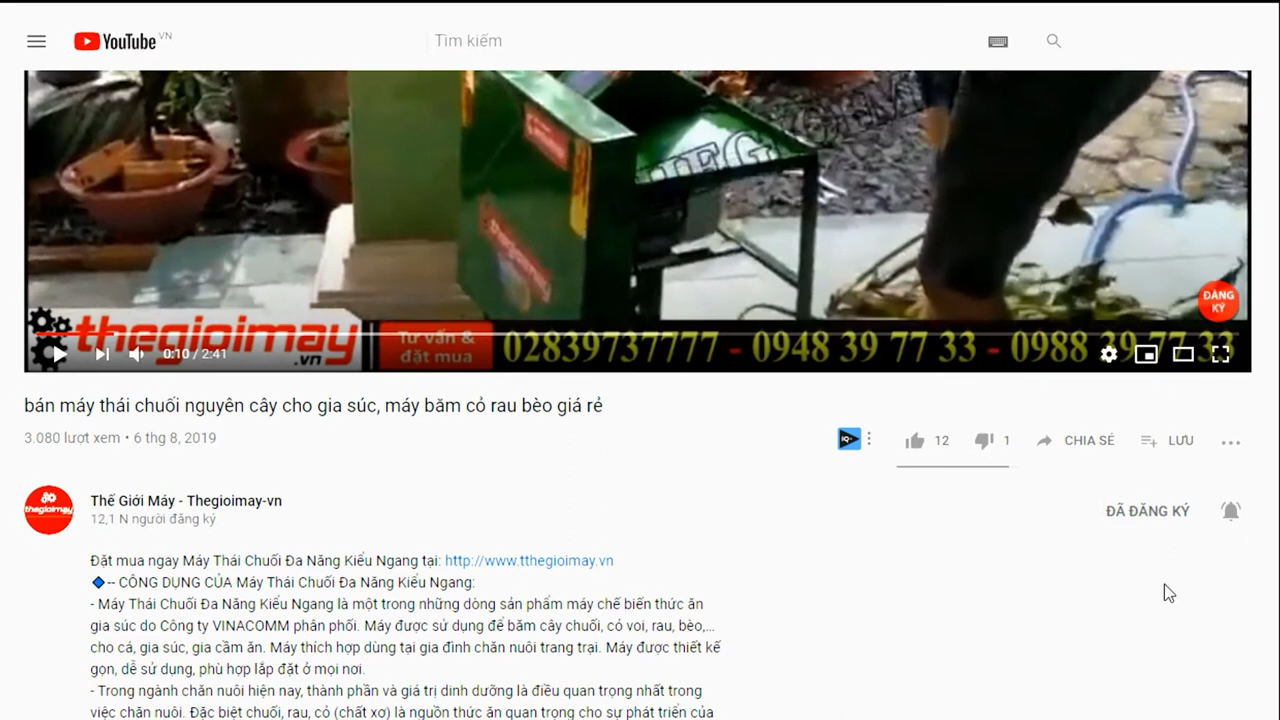 YouTube VN
Tìm kiếm
ĐĂNG KÝ
thegioimay.vn
Tư vấn & đặt mua
02839737777 - 0948 39 77 33 - 0988 39 77 33
0:10 / 2:41
bán máy thái chuối nguyên cây cho gia súc, máy băm cỏ rau bèo giá rẻ
3.080 lượt xem • 6 thg 8, 2019
12
1
CHIA SẺ
LƯU
Thế Giới Máy - Thegioimay-vn
12,1 N người đăng ký
ĐÃ ĐĂNG KÝ
thegioimay
Đặt mua ngay Máy Thái Chuối Đa Năng Kiểu Ngang tại: http://www.tthegioimay.vn
-- CÔNG DỤNG CỦA Máy Thái Chuối Đa Năng Kiểu Ngang:
- Máy Thái Chuối Đa Năng Kiểu Ngang là một trong những dòng sản phẩm máy chế biến thức ăn
gia súc do Công ty VINACOMM phân phối. Máy được sử dụng để băm cây chuối, cỏ voi, rau, bèo,...
cho cá, gia súc, gia cầm ăn. Máy thích hợp dùng tại gia đình chăn nuôi trang trại. Máy được thiết kế
gọn, dễ sử dụng, phù hợp lắp đặt ở mọi nơi.
- Trong ngành chăn nuôi hiện nay, thành phần và giá trị dinh dưỡng là điều quan trọng nhất trong
việc chăn nuôi. Đặc biệt chuối, rau, cỏ (chất xơ) là nguồn thức ăn quan trọng cho sự phát triển của